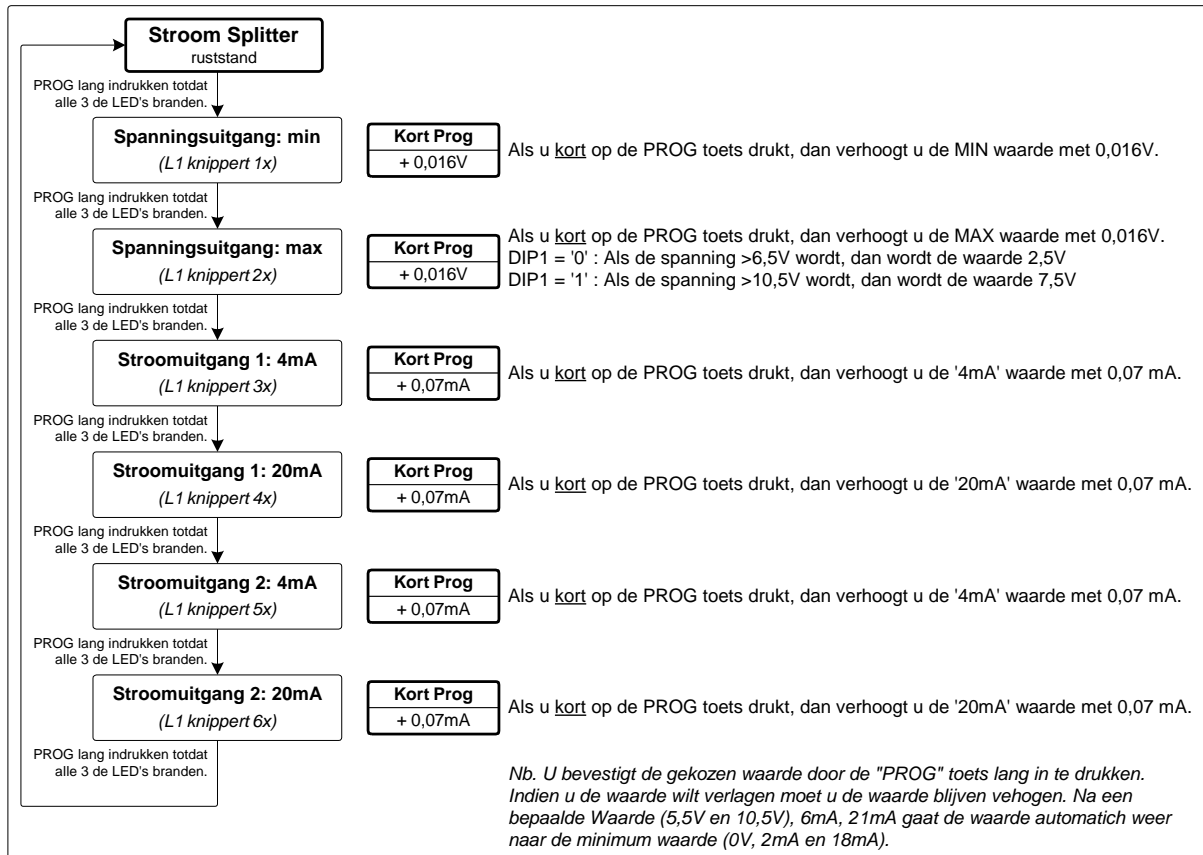 Stroom Splitter
ruststand
PROG lang indrukken totdat
alle 3 de LED's branden.
Spanningsuitgang: min
(L1 knippert 1x)
Kort Prog
+ 0,016V
Als u kort op de PROG toets drukt, dan verhoogt u de MIN waarde met 0,016V.
PROG lang indrukken totdat
alle 3 de LED's branden.
Spanningsuitgang: max
(L1 knippert 2x)
Kort Prog
+ 0,016V
Als u kort op de PROG toets drukt, dan verhoogt u de MAX waarde met 0,016V.
DIP1 = '0' : Als de spanning >6,5V wordt, dan wordt de waarde 2,5V
DIP1 = '1' : Als de spanning >10,5V wordt, dan wordt de waarde 7,5V
PROG lang indrukken totdat
alle 3 de LED's branden.
Stroomuitgang 1: 4mA
(L1 knippert 3x)
Kort Prog
+ 0,07mA
Als u kort op de PROG toets drukt, dan verhoogt u de '4mA' waarde met 0,07 mA.
PROG lang indrukken totdat
alle 3 de LED's branden.
Stroomuitgang 1: 20mA
(L1 knippert 4x)
Kort Prog
+ 0,07mA
Als u kort op de PROG toets drukt, dan verhoogt u de '20mA' waarde met 0,07 mA.
PROG lang indrukken totdat
alle 3 de LED's branden.
Stroomuitgang 2: 4mA
(L1 knippert 5x)
Kort Prog
+ 0,07mA
Als u kort op de PROG toets drukt, dan verhoogt u de '4mA' waarde met 0,07 mA.
PROG lang indrukken totdat
alle 3 de LED's branden.
Stroomuitgang 2: 20mA
(L1 knippert 6x)
Kort Prog
+ 0,07mA
Als u kort op de PROG toets drukt, dan verhoogt u de '20mA' waarde met 0,07 mA.
PROG lang indrukken totdat
alle 3 de LED's branden.
Nb. U bevestigt de gekozen waarde door de "PROG" toets lang in te drukken.
Indien u de waarde wilt verlagen moet u de waarde blijven vehogen. Na een
bepaalde Waarde (5,5V en 10,5V), 6mA, 21mA gaat de waarde automatich weer
naar de minimum waarde (0V, 2mA en 18mA).